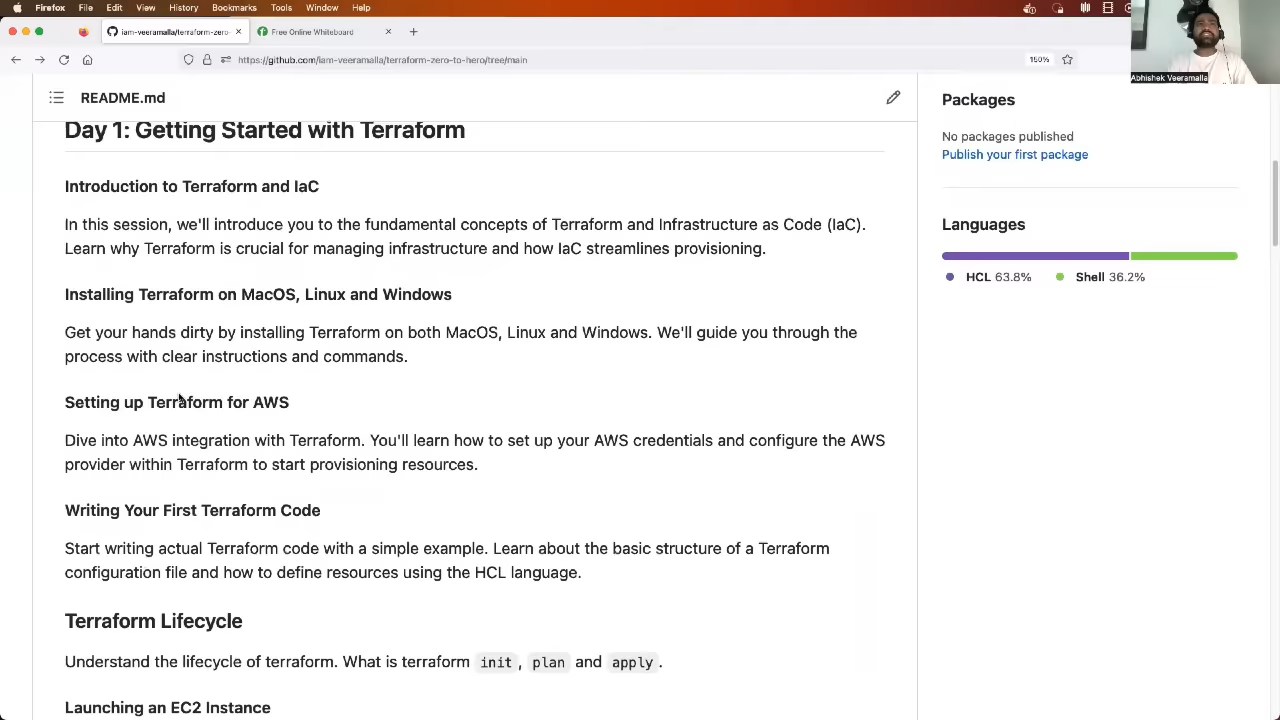 Firefox File Edit View History Bookmarks Tools Window Help
iam-veeramalla/terraform-zero-
Free Online Whiteboard
https://github.com/iam-veeramalla/terraform-zero-to-hero/tree/main
150%
Abhishek Veeramalla
README.md
Day 1: Getting Started with Terraform
Introduction to Terraform and IaC
In this session, we'll introduce you to the fundamental concepts of Terraform and Infrastructure as Code (IaC).
Learn why Terraform is crucial for managing infrastructure and how IaC streamlines provisioning.
Installing Terraform on MacOS, Linux and Windows
Get your hands dirty by installing Terraform on both MacOS, Linux and Windows. We'll guide you through the
process with clear instructions and commands.
Setting up Terraform for AWS
Dive into AWS integration with Terraform. You'll learn how to set up your AWS credentials and configure the AWS
provider within Terraform to start provisioning resources.
Writing Your First Terraform Code
Start writing actual Terraform code with a simple example. Learn about the basic structure of a Terraform
configuration file and how to define resources using the HCL language.
Terraform Lifecycle
Understand the lifecycle of terraform. What is terraform init, plan and apply.
Launching an EC2 Instance
Packages
No packages published
Publish your first package
Languages
HCL 63.8% Shell 36.2%